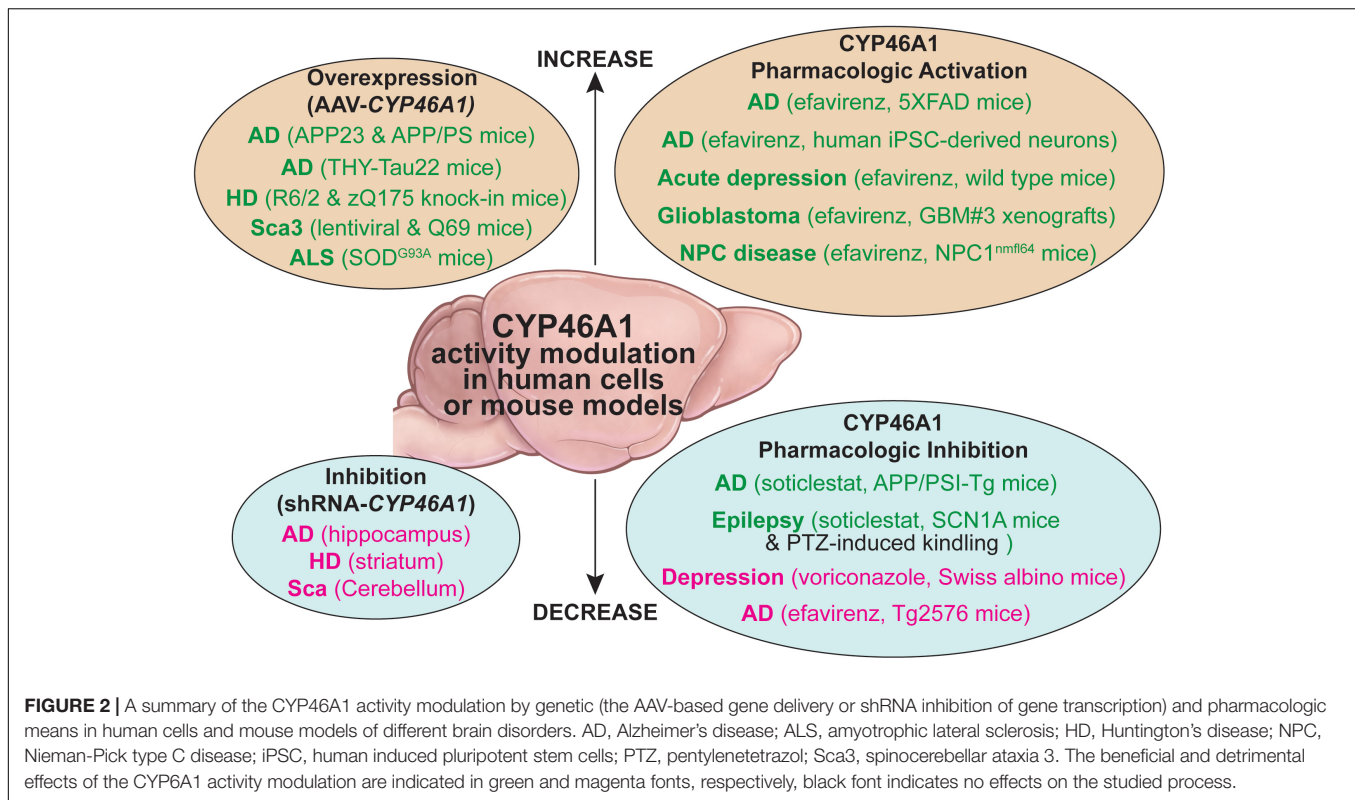 INCREASE
Overexpression
(AAV-CYP46A1)
AD (APP23 & APP/PS mice)
AD (THY-Tau22 mice)
HD (R6/2 & zQ175 knock-in mice)
Sca3 (lentiviral & Q69 mice)
ALS (SOD^G93A mice)
CYP46A1
Pharmacologic Activation
AD (efavirenz, 5XFAD mice)
AD (efavirenz, human iPSC-derived neurons)
Acute depression (efavirenz, wild type mice)
Glioblastoma (efavirenz, GBM#3 xenografts)
NPC disease (efavirenz, NPC1^nmfl64 mice)
CYP46A1
activity modulation
in human cells
or mouse models
Inhibition
(shRNA-CYP46A1)
AD (hippocampus)
HD (striatum)
Sca (Cerebellum)
CYP46A1
Pharmacologic Inhibition
AD (soticlestat, APP/PSI-Tg mice)
Epilepsy (soticlestat, SCN1A mice
& PTZ-induced kindling )
Depression (voriconazole, Swiss albino mice)
AD (efavirenz, Tg2576 mice)
DECREASE
FIGURE 2 | A summary of the CYP46A1 activity modulation by genetic (the AAV-based gene delivery or shRNA inhibition of gene transcription) and pharmacologic
means in human cells and mouse models of different brain disorders. AD, Alzheimer's disease; ALS, amyotrophic lateral sclerosis; HD, Huntington's disease; NPC,
Nieman-Pick type C disease; iPSC, human induced pluripotent stem cells; PTZ, pentylenetetrazol; Sca3, spinocerebellar ataxia 3. The beneficial and detrimental
effects of the CYP6A1 activity modulation are indicated in green and magenta fonts, respectively, black font indicates no effects on the studied process.